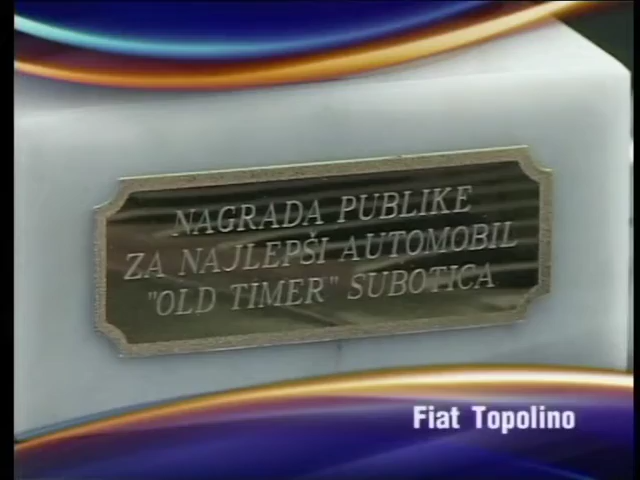 NAGRADA PUBLIKE
ZA NAJLEPŠI AUTOMOBIL
"OLD TIMER" SUBOTICA
Fiat Topolino